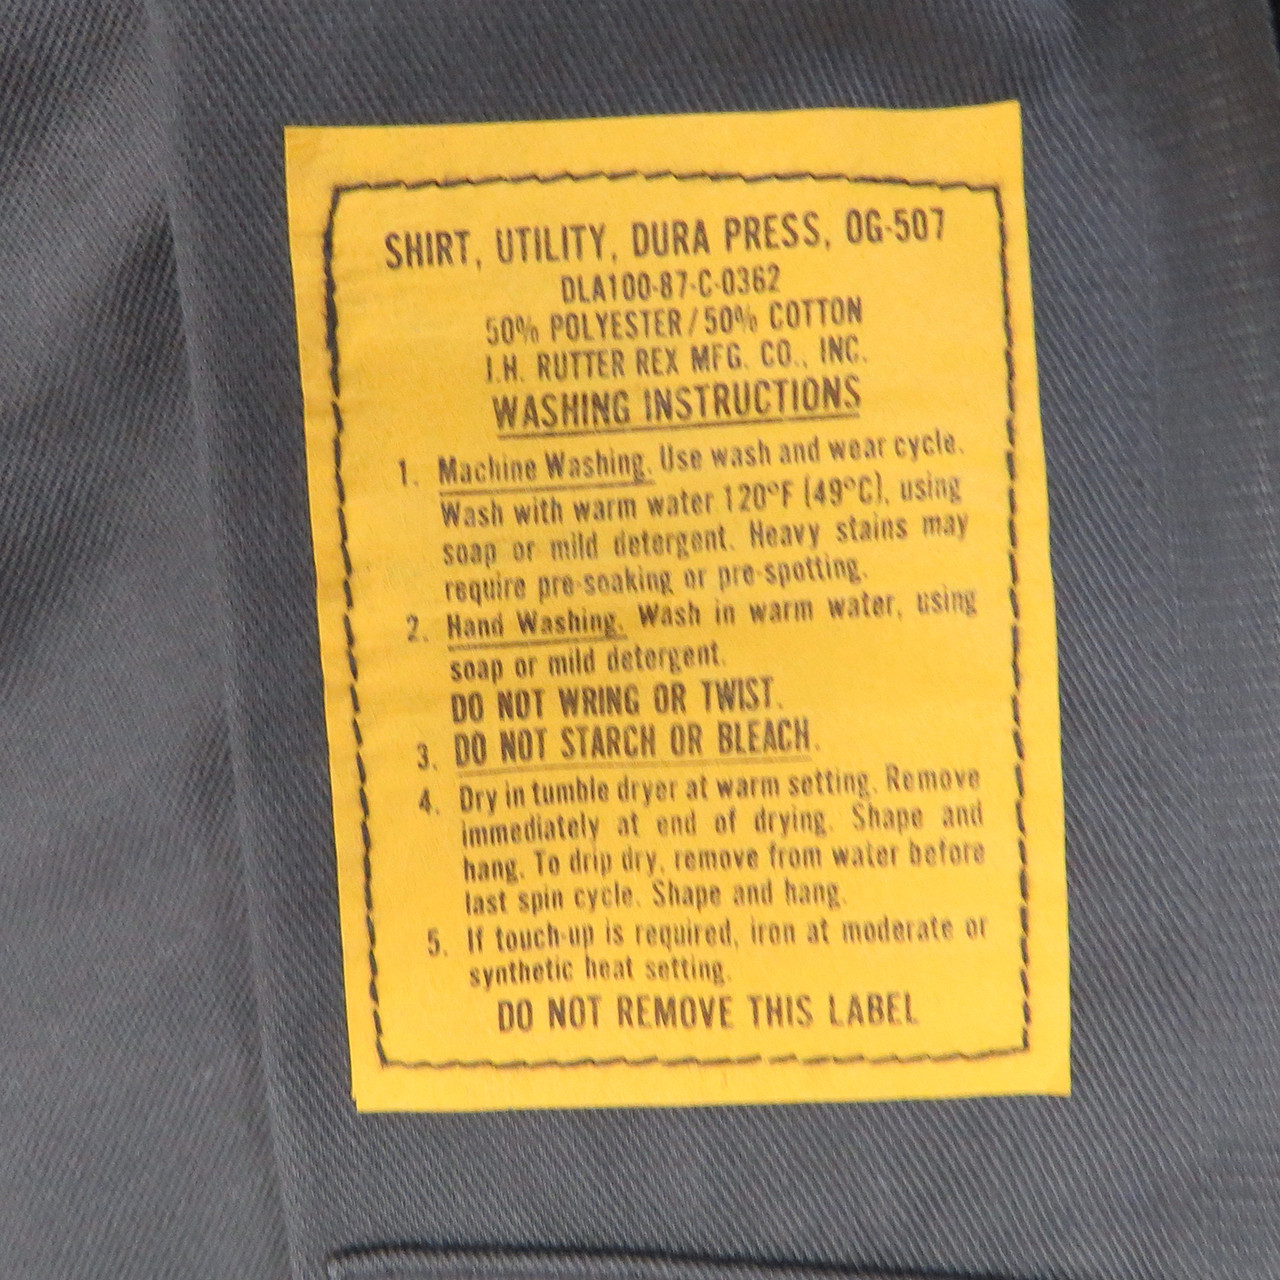 SHIRT, UTILITY, DURA PRESS, OG-507
DLA100-87-C-0362
50% POLYESTER/50% COTTON
I.H. RUTTER REX MFG. CO., INC.
WASHING INSTRUCTIONS
1. Machine Washing. Use wash and wear cycle.
Wash with warm water 120°F (49°C), using
soap or mild detergent. Heavy stains may
require pre-soaking or pre-spotting.
2. Hand Washing. Wash in warm water, using
soap or mild detergent.
DO NOT WRING OR TWIST.
3. DO NOT STARCH OR BLEACH.
4. Dry in tumble dryer at warm setting. Remove
immediately at end of drying. Shape and
hang. To drip dry, remove from water before
last spin cycle. Shape and hang.
5. If touch-up is required, iron at moderate or
synthetic heat setting.
DO NOT REMOVE THIS LABEL